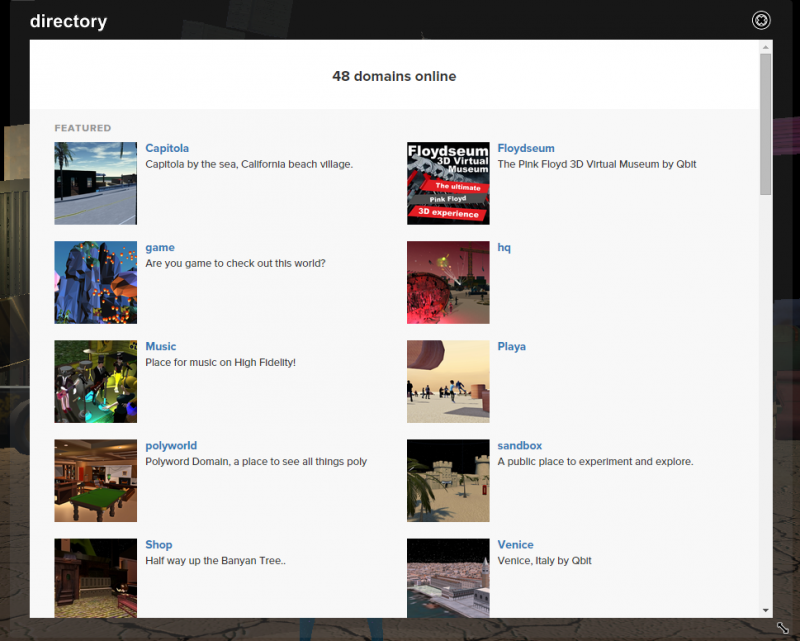 directory
48 domains online
FEATURED
Capitola
Capitola by the sea, California beach village.
Floydseum
3D Virtual
Museum
The ultimate
Pink Floyd
3D experience
Floydseum
The Pink Floyd 3D Virtual Museum by Qbit
game
Are you game to check out this world?
hq
Music
Place for music on High Fidelity!
Playa
polyworld
Polyword Domain, a place to see all things poly
sandbox
A public place to experiment and explore.
Shop
Half way up the Banyan Tree..
Venice
Venice, Italy by Qbit